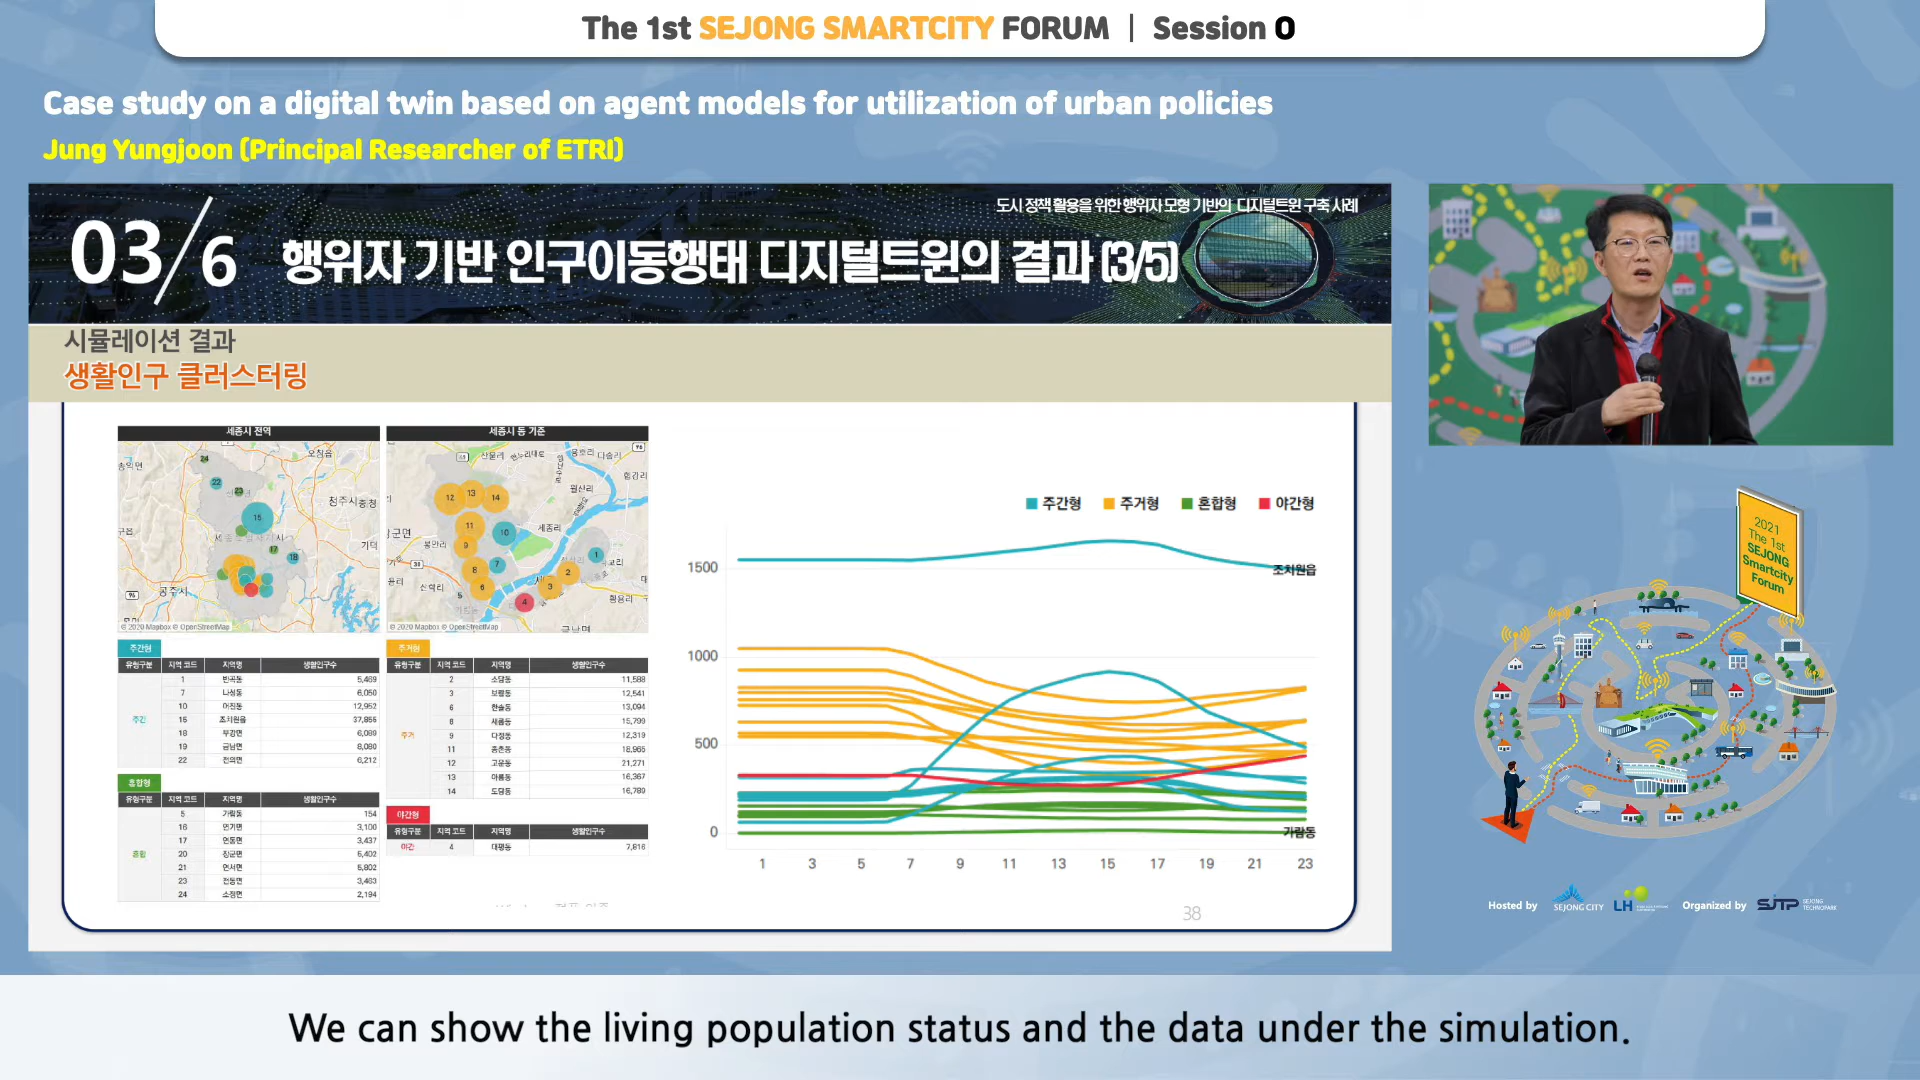 The 1st SEJONG SMARTCITY FORUM | Session 0
Case study on a digital twin based on agent models for utilization of urban policies
Jung Yungjoon (Principal Researcher of ETRI)
도시 정책 활용을 위한 행위자 모형 기반의 디지털트윈 구축 사례
03/6 행위자 기반 인구이동행태 디지털트윈의 결과 (3/5)
시뮬레이션 결과
생활인구 클러스터링
세종시 전역
세종시 동 기준
© 2020 Mapbox © OpenStreetMap
© 2020 Mapbox © OpenStreetMap
주간형
유형구분 지역 코드 지역명 생활인구수
주간
1 반곡동 5,469
7 나성동 6,050
10 어진동 12,952
15 조치원읍 37,855
18 부강면 6,089
19 금남면 8,080
22 전의면 6,212
혼합형
유형구분 지역 코드 지역명 생활인구수
혼합
5 가람동 154
16 연기면 3,100
17 연동면 3,437
20 장군면 5,402
21 연서면 5,802
23 전동면 3,463
24 소정면 2,194
주거형
유형구분 지역 코드 지역명 생활인구수
주거
2 소담동 11,588
3 보람동 12,541
6 한솔동 13,094
8 새롬동 15,799
9 다정동 12,319
11 종촌동 18,965
12 고운동 21,271
13 아름동 16,367
14 도담동 16,789
야간형
유형구분 지역 코드 지역명 생활인구수
야간 4 대평동 7,816
주간형 주거형 혼합형 야간형
1500
1000
500
0
조치원읍
가람동
1 3 5 7 9 11 13 15 17 19 21 23
38
2021
The 1st
SEJONG
Smartcity
Forum
Hosted by SEJONG CITY LH Organized by SJTP SEJONG TECHNOPARK
We can show the living population status and the data under the simulation.